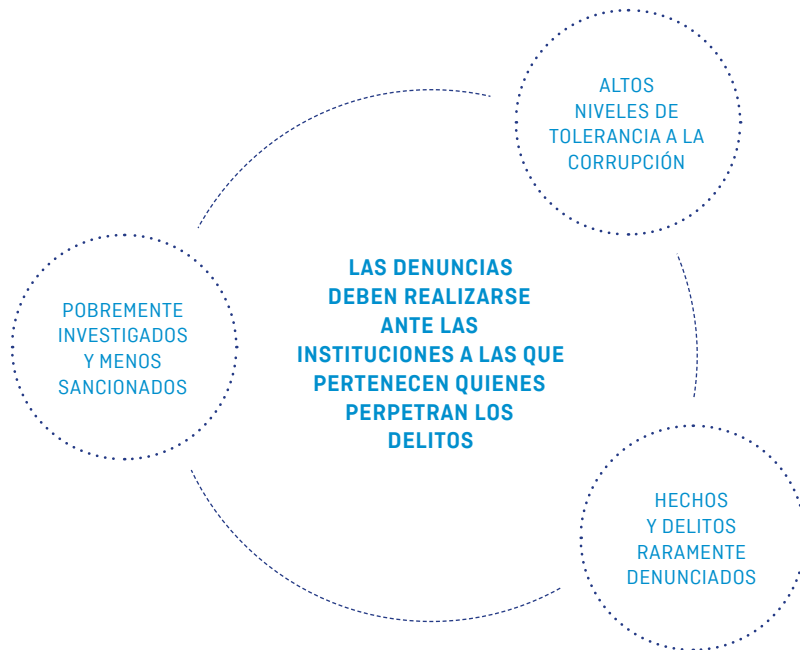 ALTOS
NIVELES DE
TOLERANCIA A LA
CORRUPCIÓN
LAS DENUNCIAS
DEBEN REALIZARSE
ANTE LAS
INSTITUCIONES A LAS QUE
PERTENECEN QUIENES
PERPETRAN LOS
DELITOS
POBREMENTE
INVESTIGADOS
Y MENOS
SANCIONADOS
HECHOS
Y DELITOS
RARAMENTE
DENUNCIADOS